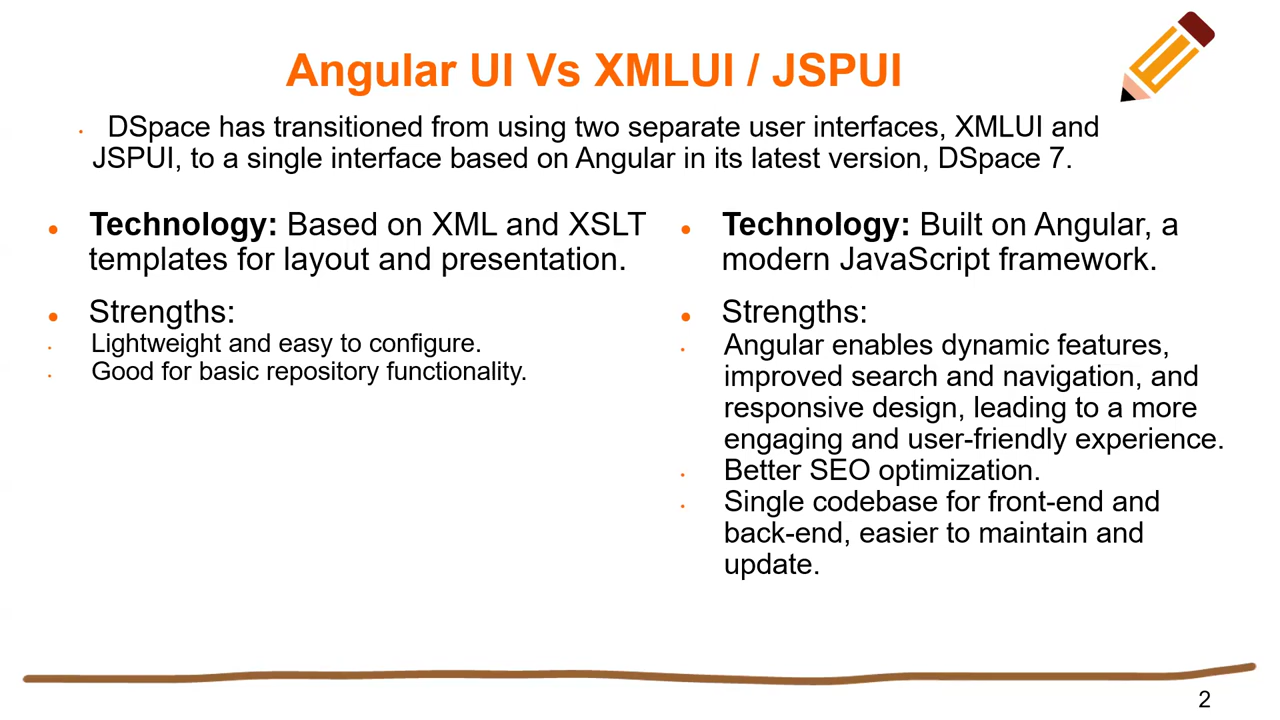 Angular UI Vs XMLUI / JSPUI
DSpace has transitioned from using two separate user interfaces, XMLUI and
JSPUI, to a single interface based on Angular in its latest version, DSpace 7.
Technology: Based on XML and XSLT
templates for layout and presentation.
Strengths:
Lightweight and easy to configure.
Good for basic repository functionality.
Technology: Built on Angular, a
modern JavaScript framework.
Strengths:
Angular enables dynamic features,
improved search and navigation, and
responsive design, leading to a more
engaging and user-friendly experience.
Better SEO optimization.
Single codebase for front-end and
back-end, easier to maintain and
update.
2